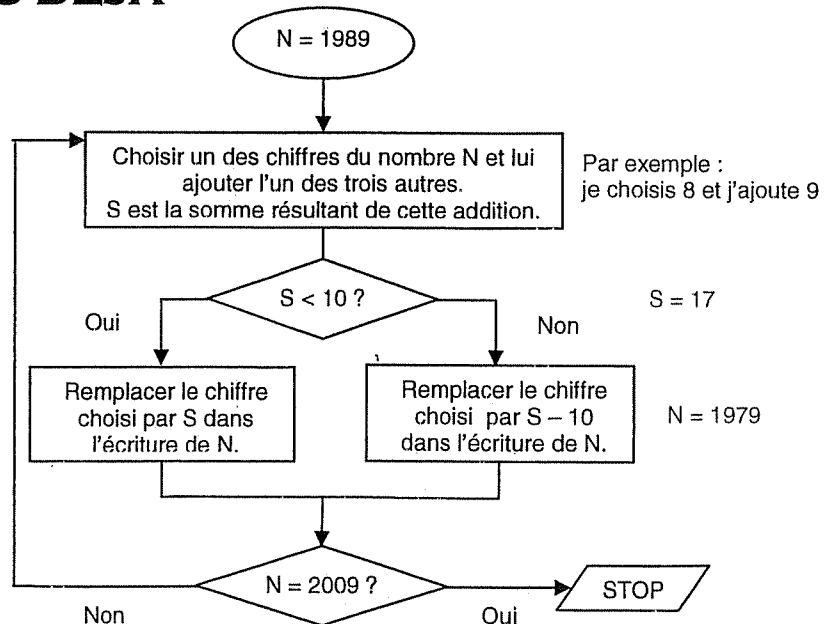 N = 1989
Choisir un des chiffres du nombre N et lui
ajouter l'un des trois autres.
S est la somme résultant de cette addition.
Par exemple :
je choisis 8 et j'ajoute 9
S < 10 ?
S = 17
Oui
Non
Remplacer le chiffre
choisi par S dans
l'écriture de N.
Remplacer le chiffre
choisi par S – 10
dans l'écriture de N.
N = 1979
N = 2009 ?
STOP
Non
Oui